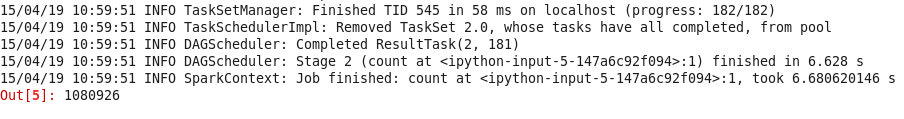 15/04/19 10:59:51 INFO TaskSetManager: Finished TID 545 in 58 ms on localhost (progress: 182/182)
15/04/19 10:59:51 INFO TaskSchedulerImpl: Removed TaskSet 2.0, whose tasks have all completed, from pool
15/04/19 10:59:51 INFO DAGScheduler: Completed ResultTask(2, 181)
15/04/19 10:59:51 INFO DAGScheduler: Stage 2 (count at <ipython-input-5-147a6c92f094>:1) finished in 6.628 s
15/04/19 10:59:51 INFO SparkContext: Job finished: count at <ipython-input-5-147a6c92f094>:1, took 6.680620146 s
Out[5]: 1080926